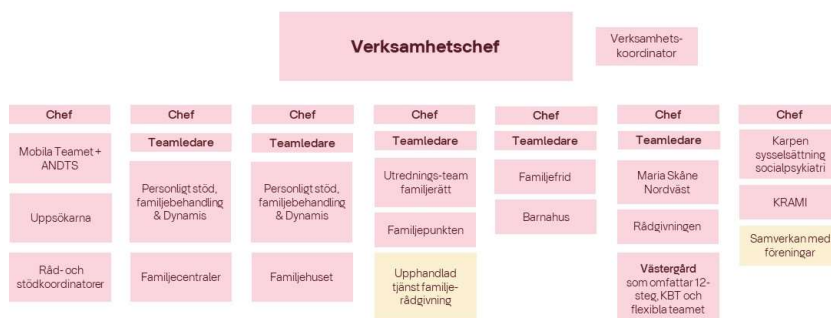 Verksamhetschef
Verksamhets-
koordinator
Chef
Mobila Teamet +
ANDTS
Uppsökarna
Råd- och
stödkoordinatorer
Chef
Teamledare
Personligt stöd,
familjebehandling
& Dynamis
Familjecentraler
Chef
Teamledare
Personligt stöd,
familjebehandling
& Dynamis
Familjehuset
Chef
Teamledare
Utrednings-team
familjerätt
Familjepunkten
Upphandlad
tjänst familje-
rådgivning
Chef
Teamledare
Familjefrid
Barnahus
Chef
Teamledare
Maria Skåne
Nordväst
Rådgivningen
Västergård
som omfattar 12-
steg, KBT och
flexibla teamet
Chef
Karpen
sysselsättning
socialpsykiatri
KRAMI
Samverkan med
föreningar